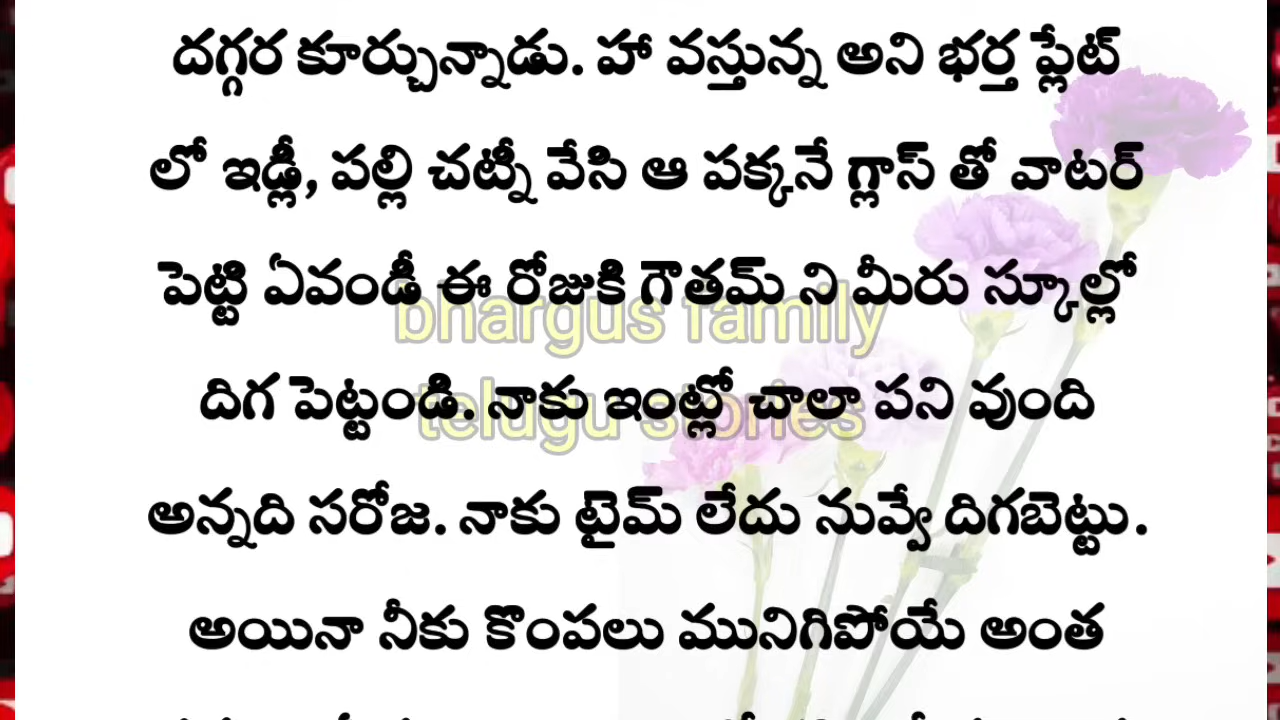 దగ్గర కూర్చున్నాడు. హా వస్తున్న అని భర్త ప్లేట్
లో ఇడ్లీ, పల్లి చట్నీ వేసి ఆ పక్కనే గ్లాస్ తో వాటర్
పెట్టి ఏవండీ ఈ రోజుకి గౌతమ్ ని మీరు స్కూల్లో
bhargus family
దిగ పెట్టండి. నాకు ఇంట్లో చాలా పని వుంది
telugu stories
అన్నది సరోజ. నాకు టైమ్ లేదు నువ్వే దిగబెట్టు.
అయినా నీకు కొంపలు మునిగిపోయే అంత